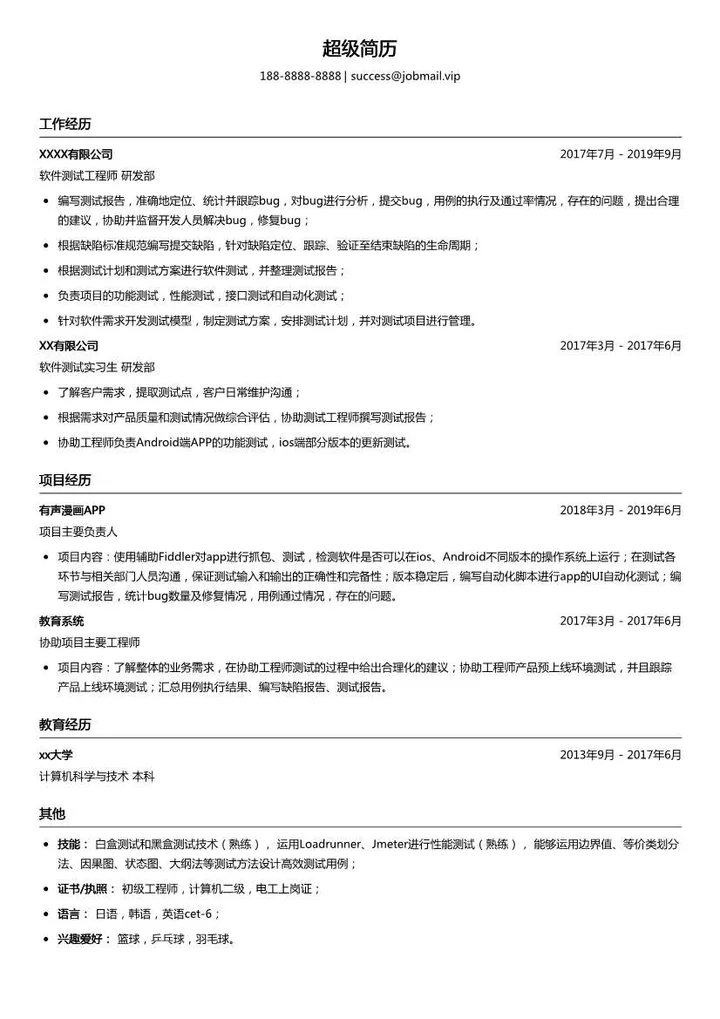 超级简历
188-8888-8888 | success@jobmail.vip
工作经历
XXXX有限公司 2017年7月 - 2019年9月
软件测试工程师 研发部
• 编写测试报告，准确地定位、统计并跟踪bug，对bug进行分析，提交bug，用例的执行及通过率情况，存在的问题，提出合理
的建议，协助并监督开发人员解决bug，修复bug；
• 根据缺陷标准规范编写提交缺陷，针对缺陷定位、跟踪、验证至结束缺陷的生命周期；
• 根据测试计划和测试方案进行软件测试，并整理测试报告；
• 负责项目的功能测试，性能测试，接口测试和自动化测试；
• 针对软件需求开发测试模型，制定测试方案，安排测试计划，并对测试项目进行管理。
XX有限公司 2017年3月 - 2017年6月
软件测试实习生 研发部
• 了解客户需求，提取测试点，客户日常维护沟通；
• 根据需求对产品质量和测试情况做综合评估，协助测试工程师撰写测试报告；
• 协助工程师负责Android端APP的功能测试，ios端部分版本的更新测试。
项目经历
有声漫画APP 2018年3月 - 2019年6月
项目主要负责人
• 项目内容：使用辅助Fiddler对app进行抓包、测试，检测软件是否可以在ios、Android不同版本的操作系统上运行；在测试各
环节与相关部门人员沟通，保证测试输入和输出的正确性和完备性；版本稳定后，编写自动化脚本进行app的UI自动化测试；编
写测试报告，统计bug数量及修复情况，用例通过情况，存在的问题。
教育系统 2017年3月 - 2017年6月
协助项目主要工程师
• 项目内容：了解整体的业务需求，在协助工程师测试的过程中给出合理化的建议；协助工程师产品预上线环境测试，并且跟踪
产品上线环境测试；汇总用例执行结果、编写缺陷报告、测试报告。
教育经历
xx大学 2013年9月 - 2017年6月
计算机科学与技术 本科
其他
• 技能： 白盒测试和黑盒测试技术（熟练）， 运用Loadrunner、Jmeter进行性能测试（熟练）， 能够运用边界值、等价类划分
法、因果图、状态图、大纲法等测试方法设计高效测试用例；
• 证书/执照： 初级工程师，计算机二级，电工上岗证；
• 语言： 日语，韩语，英语cet-6；
• 兴趣爱好： 篮球，乒乓球，羽毛球。